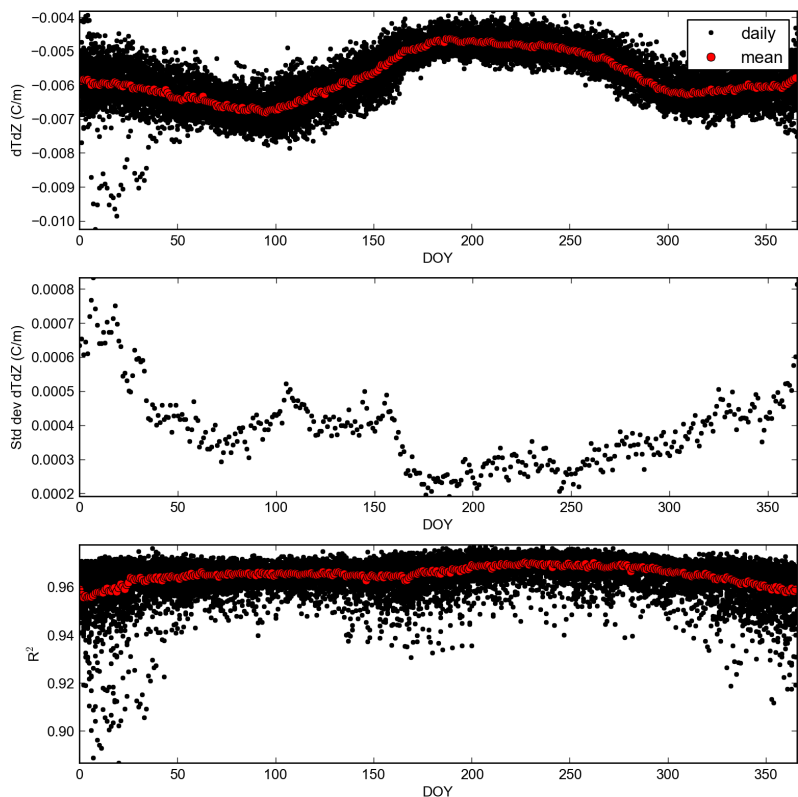 −0.004
−0.005
−0.006
−0.007
−0.008
−0.009
−0.010
dTdZ (C/m)
daily
mean
0 50 100 150 200 250 300 350
DOY
0.0008
0.0007
0.0006
0.0005
0.0004
0.0003
0.0002
Std dev dTdZ (C/m)
0 50 100 150 200 250 300 350
DOY
0.96
0.94
0.92
0.90
R²
0 50 100 150 200 250 300 350
DOY